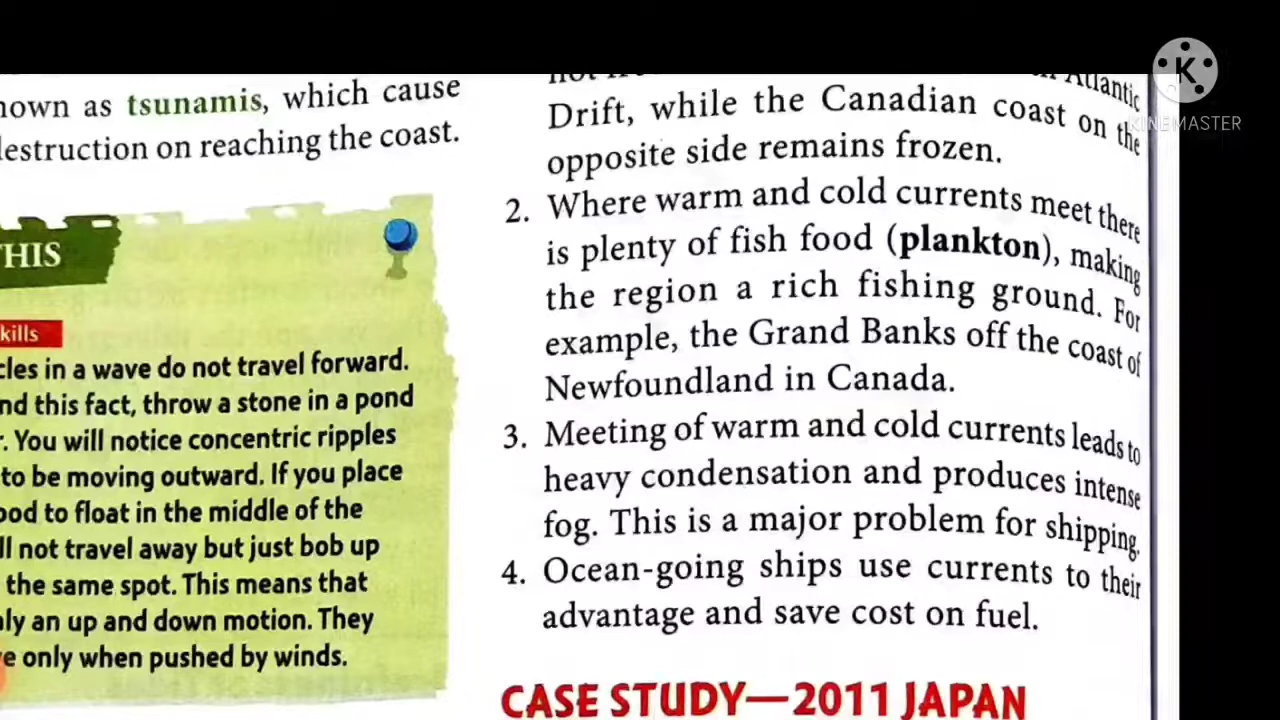 nown as tsunamis, which cause
destruction on reaching the coast.
THIS
kills
cles in a wave do not travel forward.
nd this fact, throw a stone in a pond
r. You will notice concentric ripples
to be moving outward. If you place
ood to float in the middle of the
ll not travel away but just bob up
the same spot. This means that
nly an up and down motion. They
ve only when pushed by winds.
Atlantic
Drift, while the Canadian coast on the
opposite side remains frozen.
2. Where warm and cold currents meet there
is plenty of fish food (plankton), making
the region a rich fishing ground. For
example, the Grand Banks off the coast of
Newfoundland in Canada.
3. Meeting of warm and cold currents leads to
heavy condensation and produces intense
fog. This is a major problem for shipping.
4. Ocean-going ships use currents to their
advantage and save cost on fuel.
CASE STUDY—2011 JAPAN
K
KINEMASTER